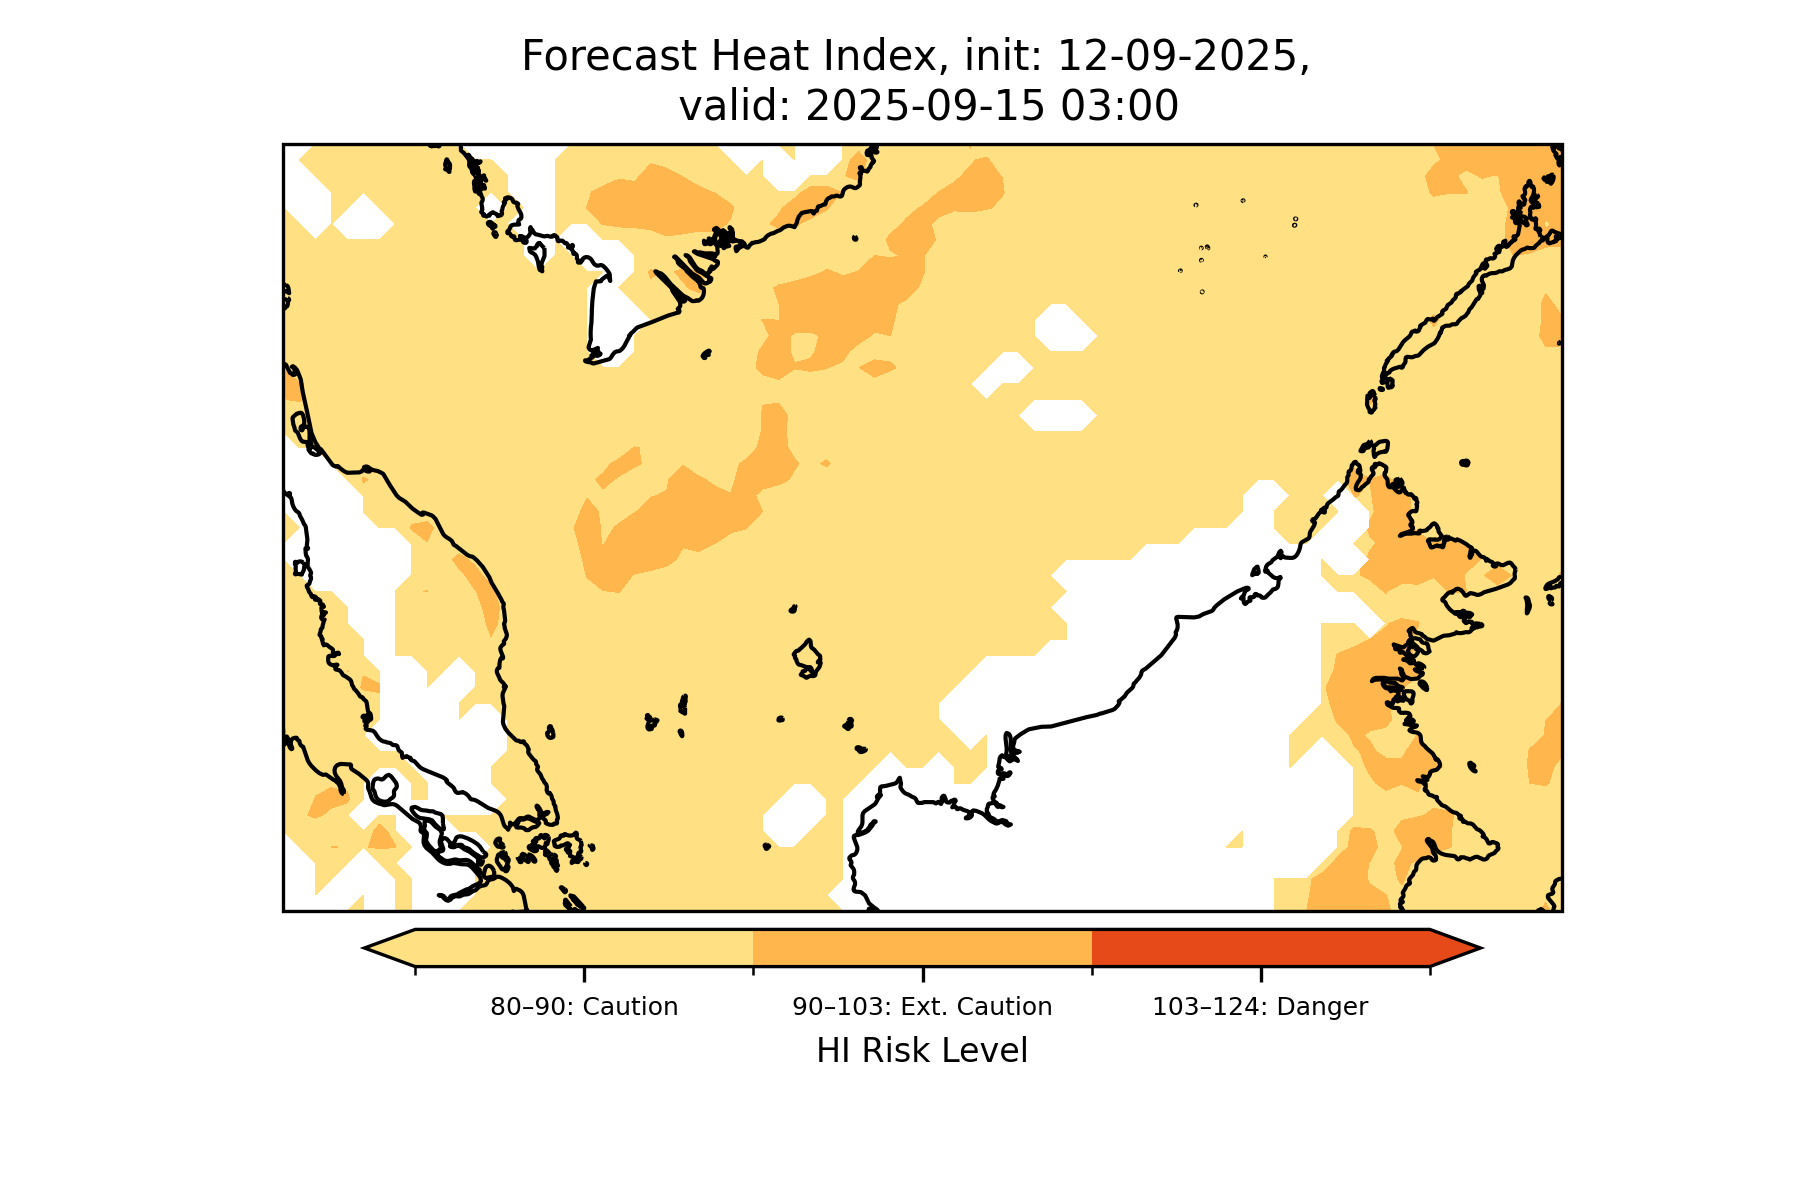 Forecast Heat Index, init: 12-09-2025,
valid: 2025-09-15 03:00
80–90: Caution
90–103: Ext. Caution
103–124: Danger
HI Risk Level